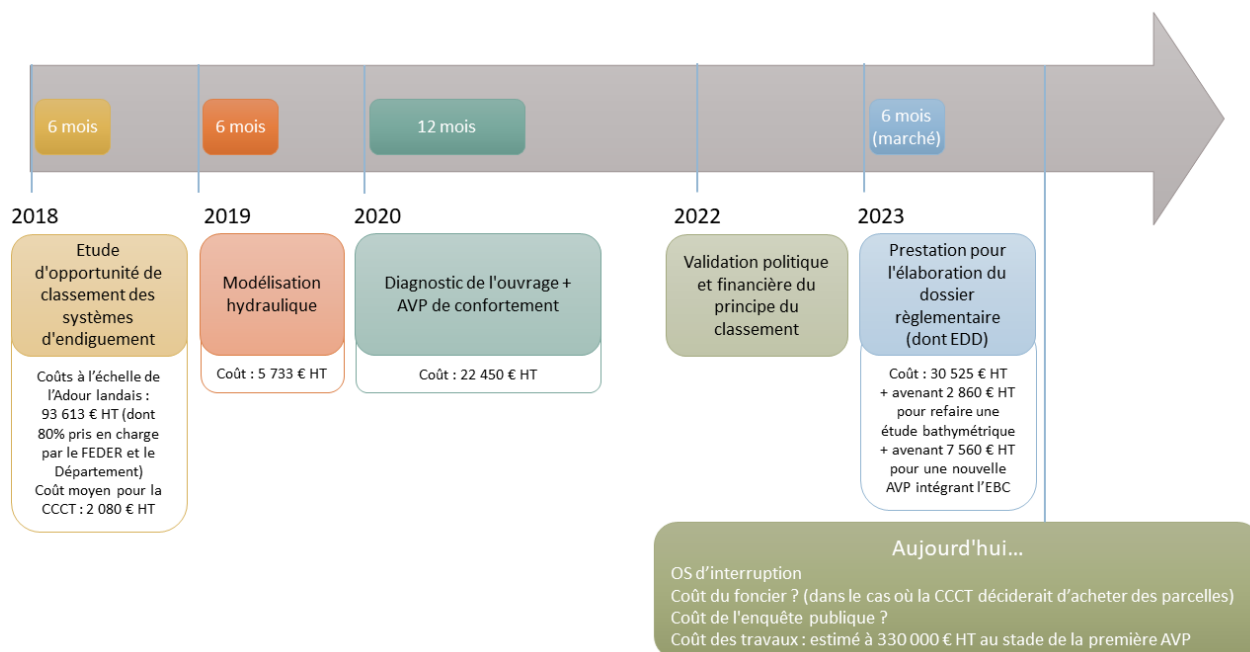 6 mois
6 mois
12 mois
6 mois
(marché)
2018
2019
2020
2022
2023
Etude
d'opportunité de
classement des
systèmes
d'endiguement
Coûts à l’échelle de
l’Adour landais :
93 613 € HT (dont
80% pris en charge
par le FEDER et le
Département)
Coût moyen pour la
CCCT : 2 080 € HT
Modélisation
hydraulique
Coût : 5 733 € HT
Diagnostic de l'ouvrage +
AVP de confortement
Coût : 22 450 € HT
Validation politique
et financière du
principe du
classement
Prestation pour
l'élaboration du
dossier
règlementaire
(dont EDD)
Coût : 30 525 € HT
+ avenant 2 860 € HT
pour refaire une
étude bathymétrique
+ avenant 7 560 € HT
pour une nouvelle
AVP intégrant l’EBC
Aujourd'hui...
OS d’interruption
Coût du foncier ? (dans le cas où la CCCT déciderait d’acheter des parcelles)
Coût de l'enquête publique ?
Coût des travaux : estimé à 330 000 € HT au stade de la première AVP